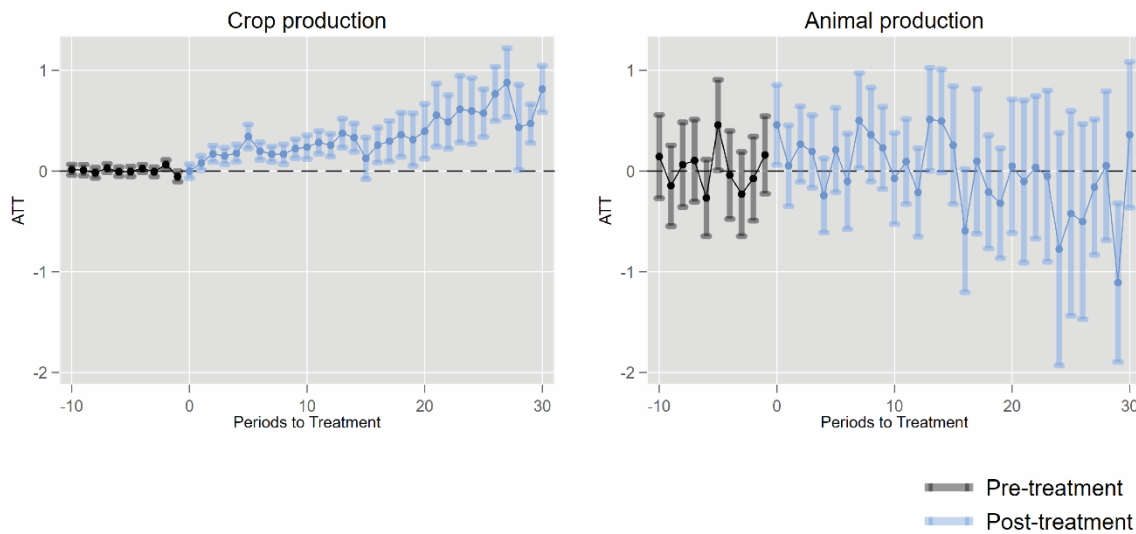 Crop production
Animal production
1
0
-1
-2
ATT
-10
0
10
20
30
Periods to Treatment
1
0
-1
-2
ATT
-10
0
10
20
30
Periods to Treatment
Pre-treatment
Post-treatment